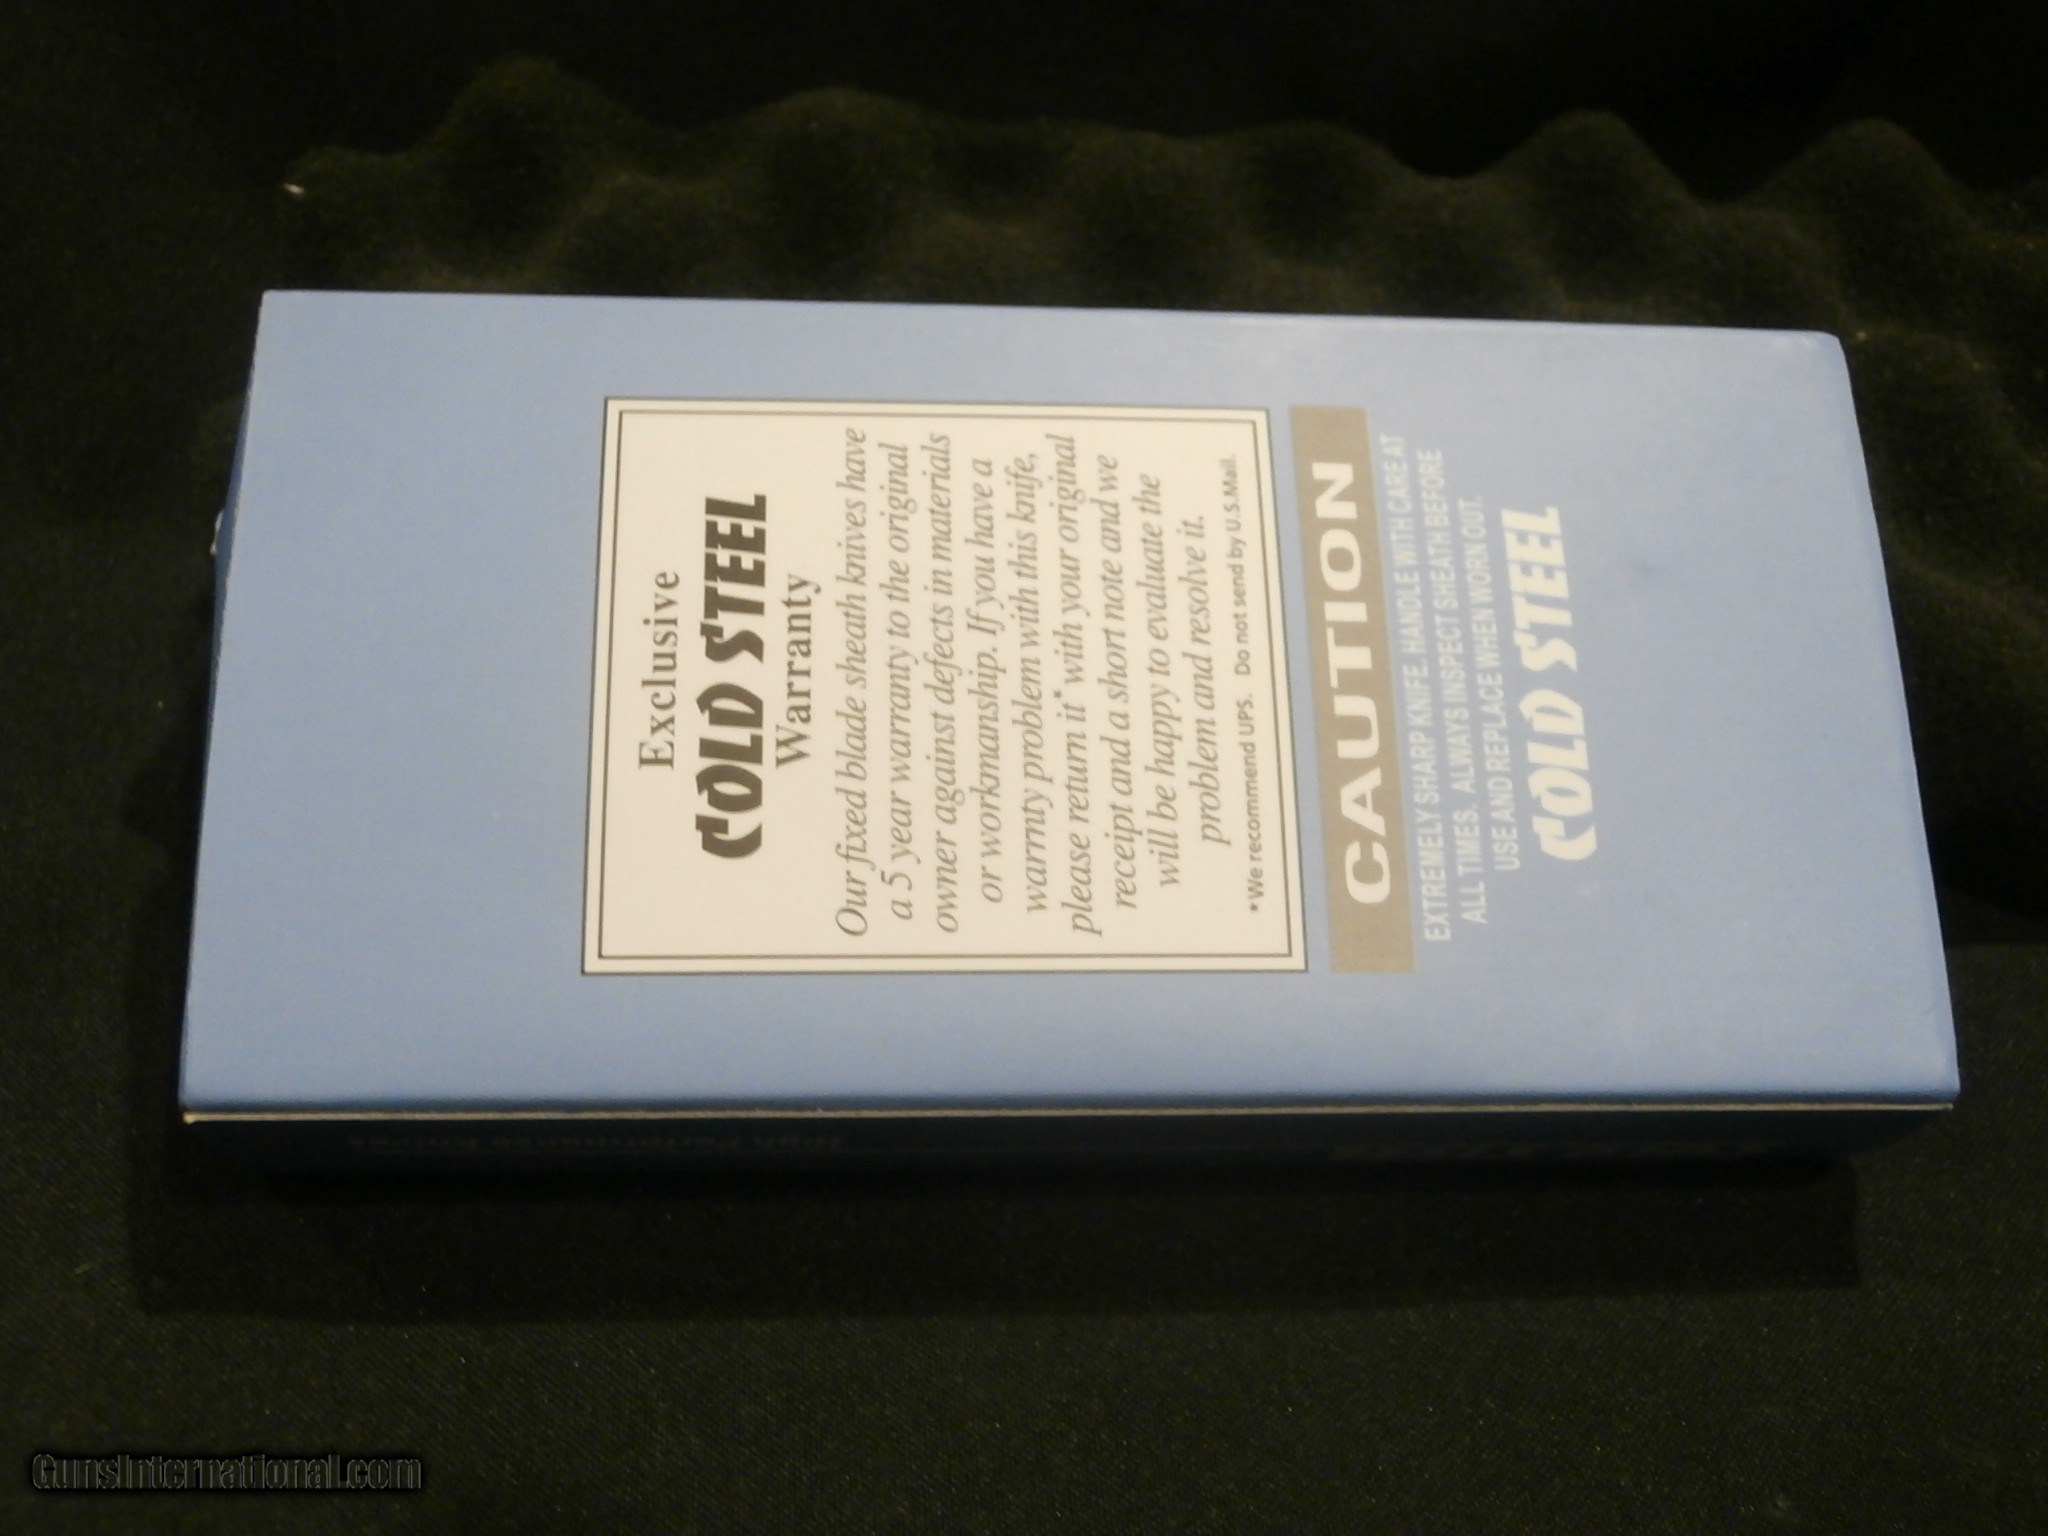 Exclusive
COLD STEEL
Warranty
Our fixed blade sheath knives have
a 5 year warranty to the original
owner against defects in materials
or workmanship. If you have a
warrnty problem with this knife,
please return it* with your original
receipt and a short note and we
will be happy to evaluate the
problem and resolve it.
*We recommend UPS. Do not send by U.S.Mail.
CAUTION
EXTREMELY SHARP KNIFE. HANDLE WITH CARE AT
ALL TIMES. ALWAYS INSPECT SHEATH BEFORE
USE AND REPLACE WHEN WORN OUT.
COLD STEEL
High Performance Knives
GunsInternational.com